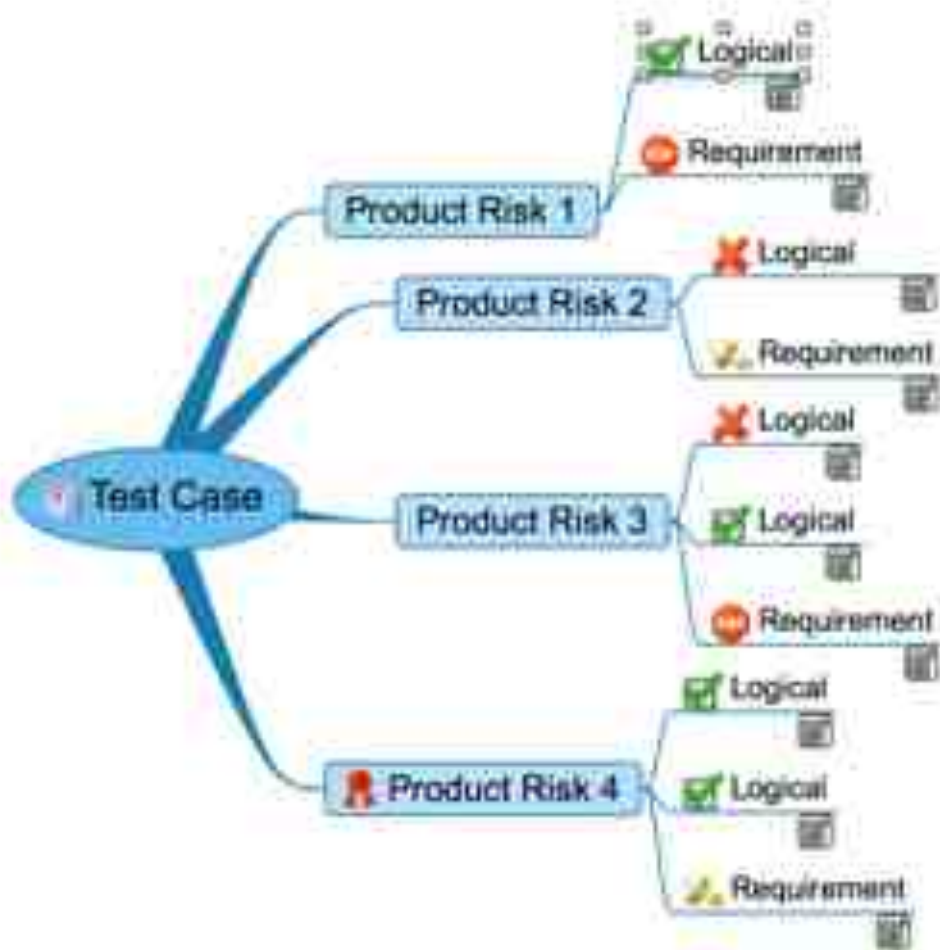 Test Case
Product Risk 1
Logical
Requirement
Product Risk 2
Logical
Requirement
Product Risk 3
Logical
Logical
Requirement
Product Risk 4
Logical
Logical
Requirement